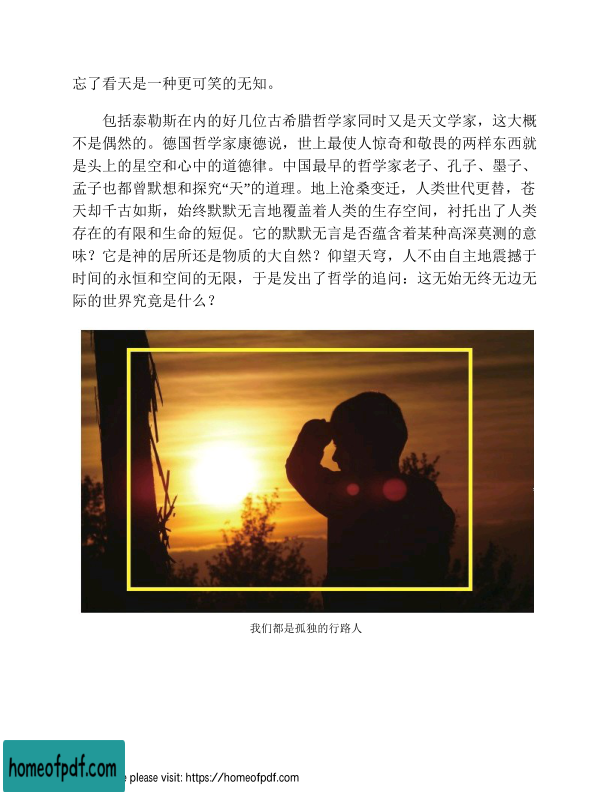 忘了看天是一种更可笑的无知。
包括泰勒斯在内的好几位古希腊哲学家同时又是天文学家，这大概
不是偶然的。德国哲学家康德说，世上最使人惊奇和敬畏的两样东西就
是头上的星空和心中的道德律。中国最早的哲学家老子、孔子、墨子、
孟子也都曾默想和探究“天”的道理。地上沧桑变迁，人类世代更替，苍
天却千古如斯，始终默默无言地覆盖着人类的生存空间，衬托出了人类
存在的有限和生命的短促。它的默默无言是否蕴含着某种高深莫测的意
味？它是神的居所还是物质的大自然？仰望天穹，人不由自主地震撼于
时间的永恒和空间的无限，于是发出了哲学的追问：这无始无终无边无
际的世界究竟是什么？
我们都是孤独的行路人
homeofpdf.com
e please visit: https://homeofpdf.com